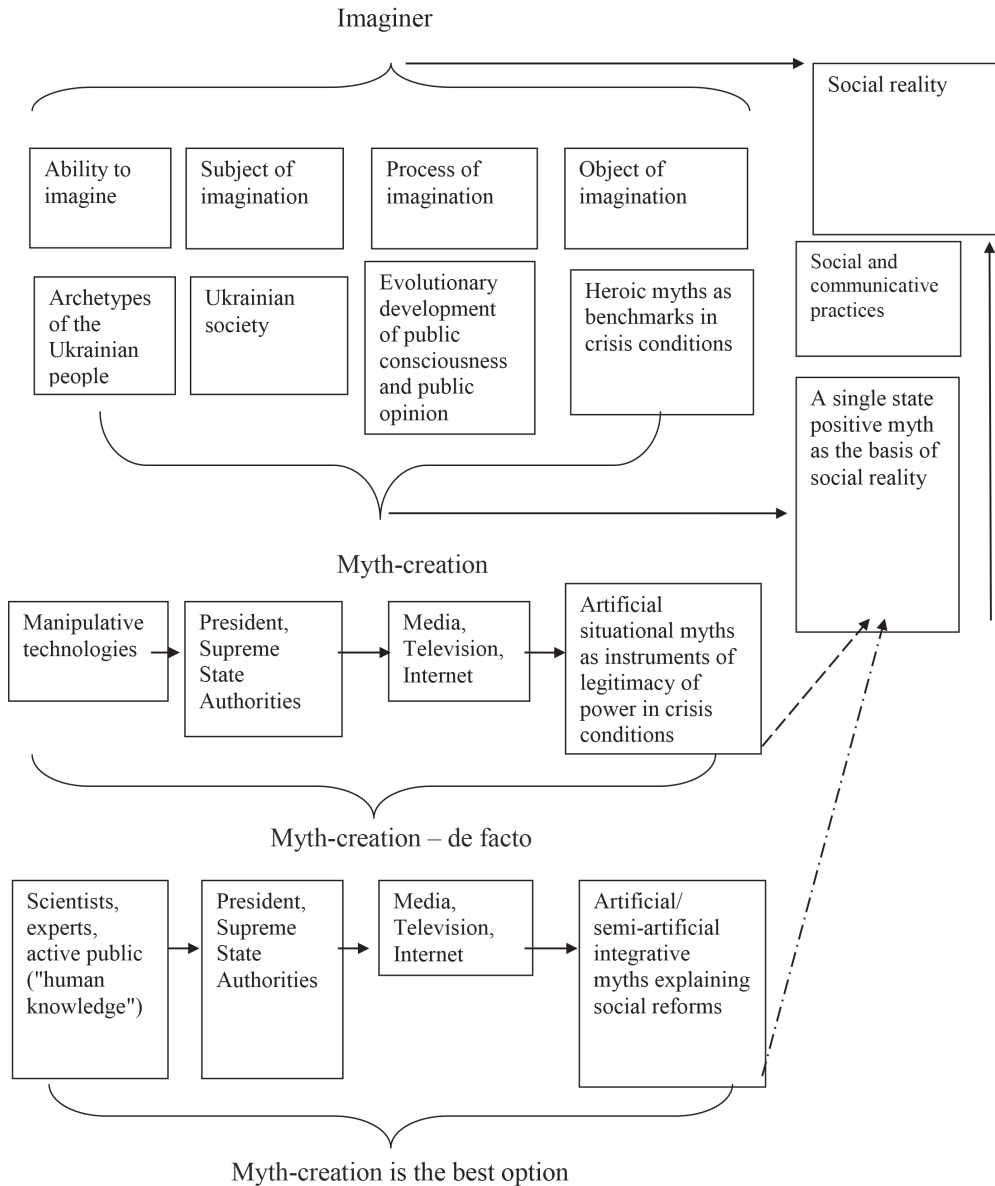 Imaginer
Social reality
Ability to
imagine
Subject of
imagination
Process of
imagination
Object of
imagination
Social and
communicative
practices
Archetypes
of the
Ukrainian
people
Ukrainian
society
Evolutionary
development
of public
consciousness
and public
opinion
Heroic myths as
benchmarks in
crisis conditions
A single state
positive myth
as the basis of
social reality
Myth-creation
Manipulative
technologies
President,
Supreme
State
Authorities
Media,
Television,
Internet
Artificial
situational myths
as instruments of
legitimacy of
power in crisis
conditions
Myth-creation – de facto
Scientists,
experts,
active public
("human
knowledge")
President,
Supreme
State
Authorities
Media,
Television,
Internet
Artificial/
semi-artificial
integrative
myths explaining
social reforms
Myth-creation is the best option